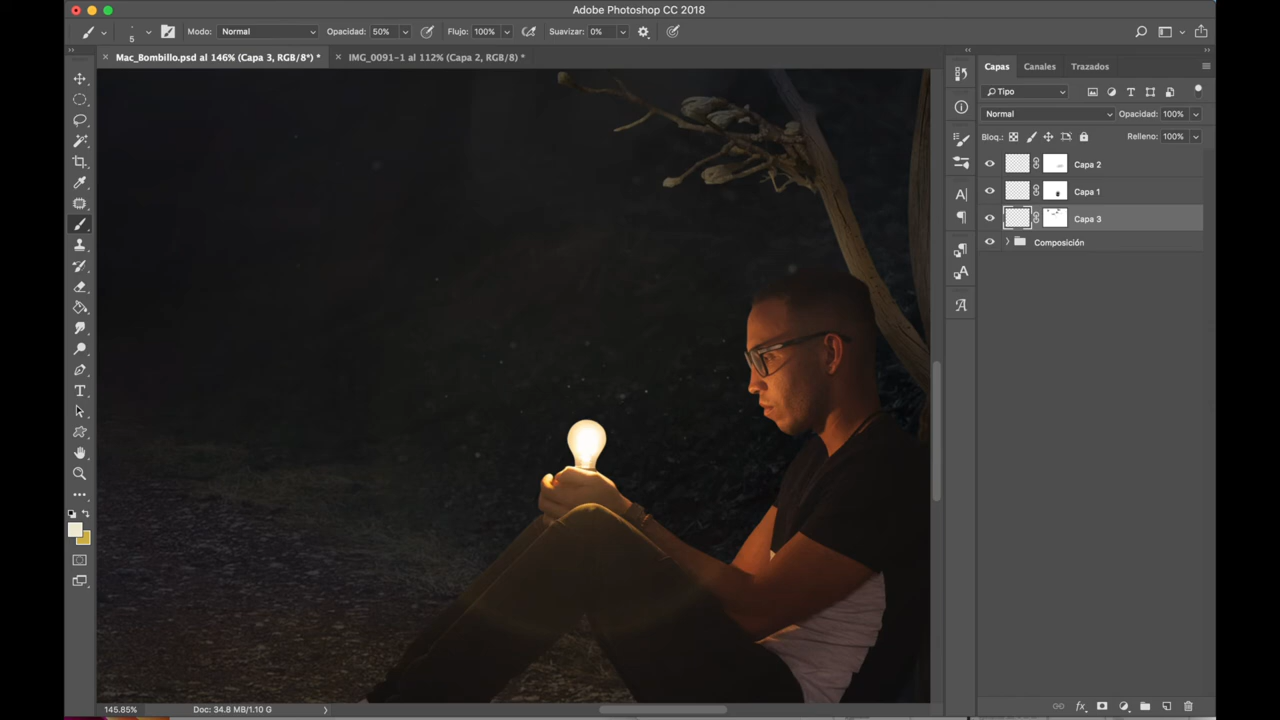 Adobe Photoshop CC 2018
5
Modo: Normal
Opacidad: 50%
Flujo: 100%
Suavizar: 0%
Mac_Bombillo.psd al 146% (Capa 3, RGB/8*) *
IMG_0091-1 al 112% (Capa 2, RGB/8*) *
Capas
Canales
Trazados
Tipo
Normal
Opacidad: 100%
Bloq.:
Relleno: 100%
Capa 2
Capa 1
Capa 3
Composición
145.85%
Doc: 34.8 MB/1.10 G